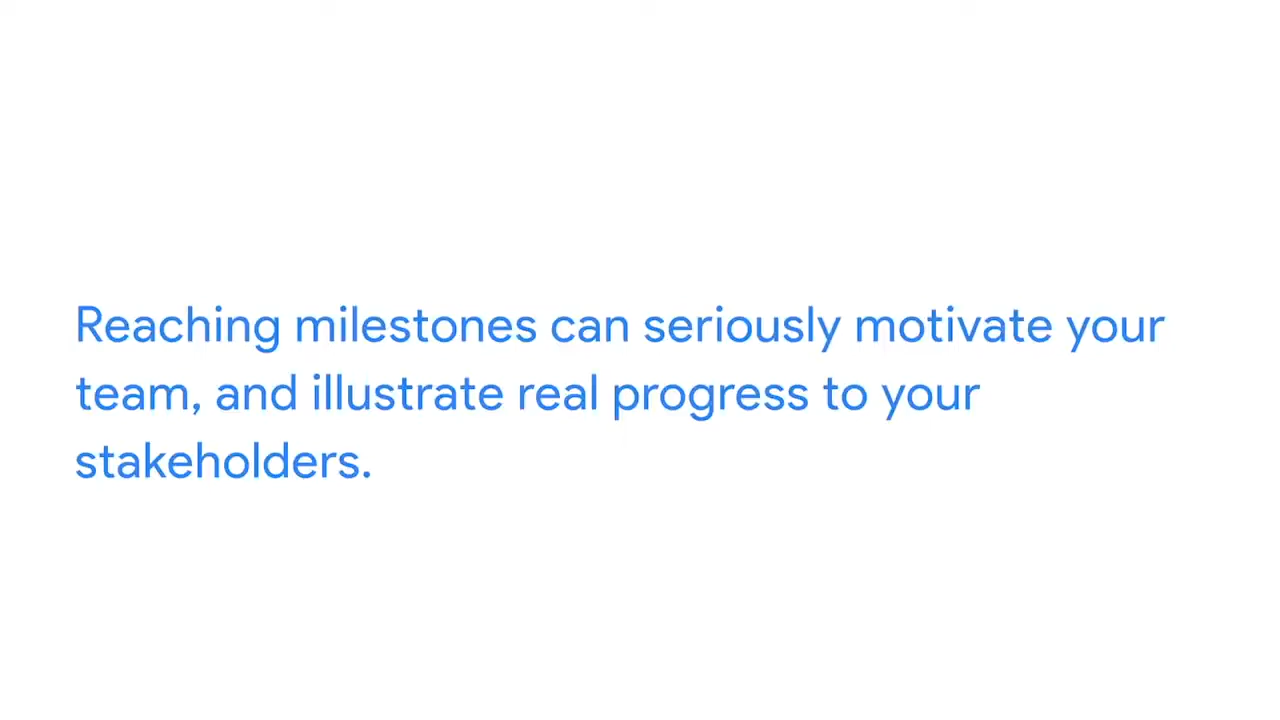 Reaching milestones can seriously motivate your
team, and illustrate real progress to your
stakeholders.